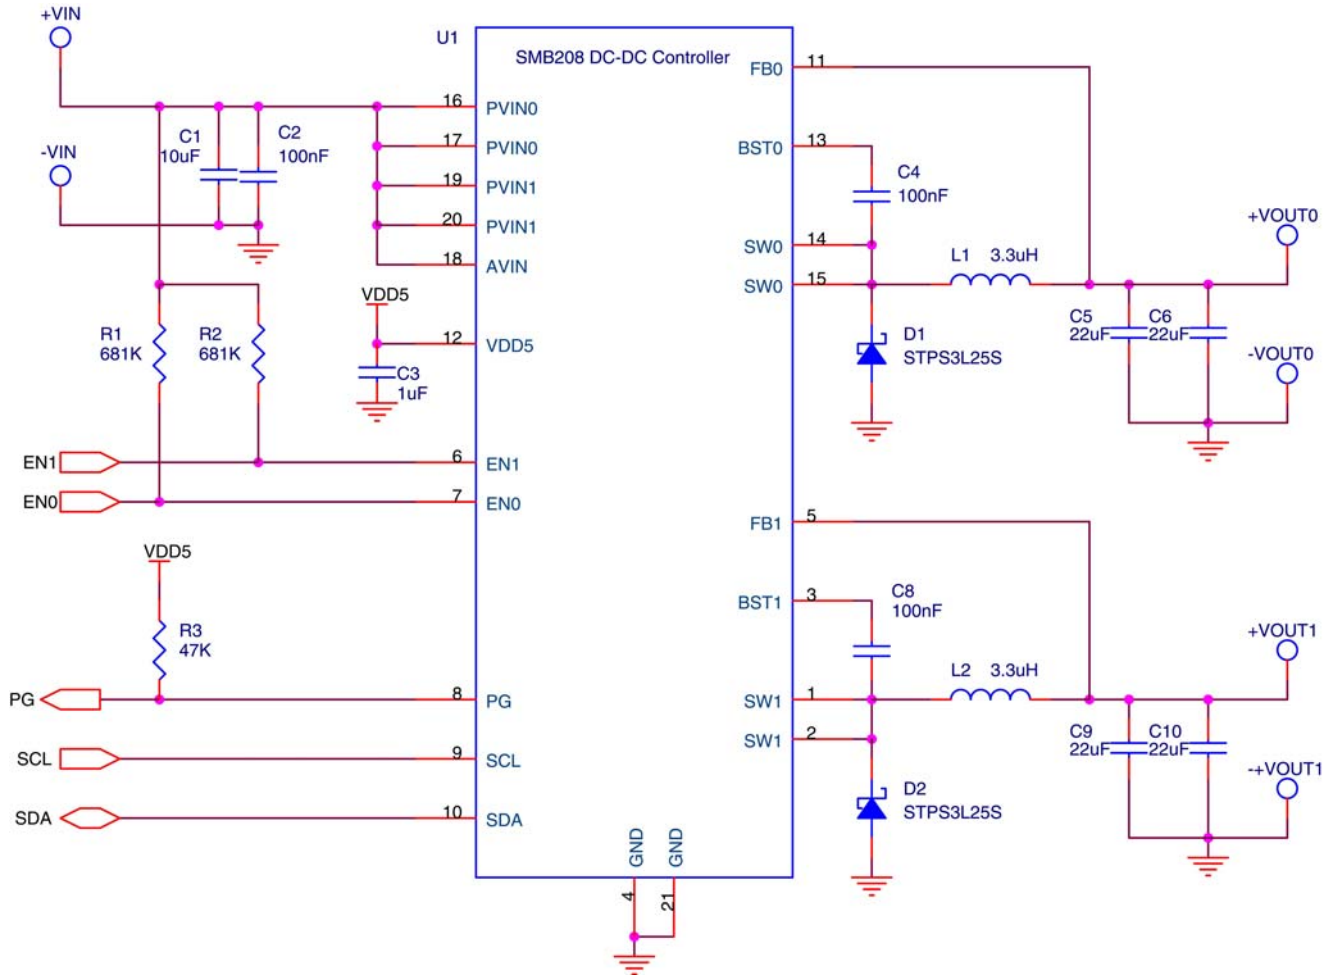 +VIN
U1
SMB208 DC-DC Controller
FB0
11
16
PVIN0
C1
10uF
C2
100nF
-VIN
17
PVIN0
BST0
13
19
PVIN1
C4
100nF
20
PVIN1
SW0
14
+VOUT0
18
AVIN
SW0
15
L1
3.3uH
VDD5
R1
681K
R2
681K
12
VDD5
C3
1uF
D1
STPS3L25S
C5
22uF
C6
22uF
-VOUT0
EN1
6
EN1
EN0
7
EN0
FB1
5
VDD5
R3
47K
BST1
3
C8
100nF
+VOUT1
PG
8
PG
SW1
1
L2
3.3uH
SW1
2
C9
22uF
C10
22uF
SCL
9
SCL
-+VOUT1
D2
STPS3L25S
SDA
10
SDA
GND
GND
4
21